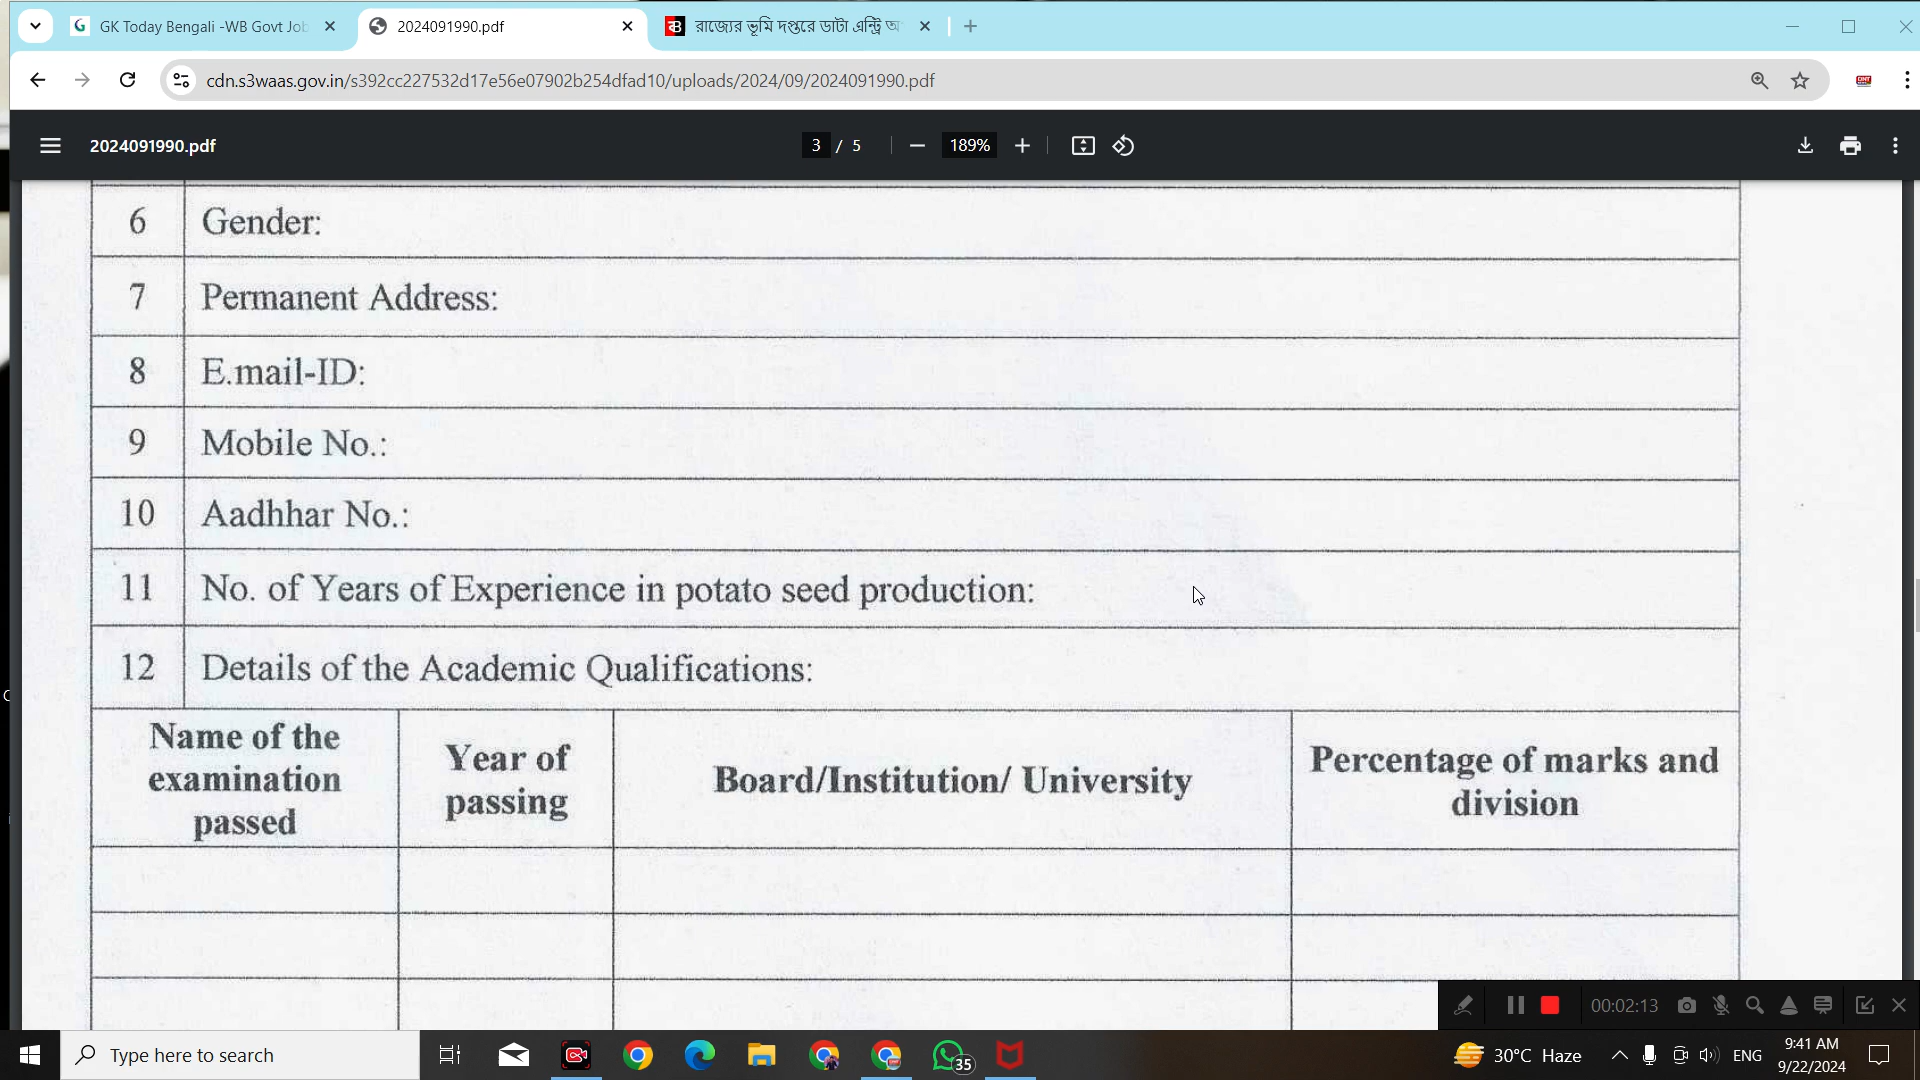 GK Today Bengali -WB Govt Job
2024091990.pdf
রাজ্যের ভূমি দপ্তরে ডাটা এন্ট্রি অ
cdn.s3waas.gov.in/s392cc227532d17e56e07902b254dfad10/uploads/2024/09/2024091990.pdf
2024091990.pdf
3 / 5
189%
6 Gender:
7 Permanent Address:
8 E.mail-ID:
9 Mobile No.:
10 Aadhhar No.:
11 No. of Years of Experience in potato seed production:
12 Details of the Academic Qualifications:
Name of the examination passed
Year of passing
Board/Institution/ University
Percentage of marks and division
00:02:13
Type here to search
35
30°C Haze
ENG
9:41 AM
9/22/2024